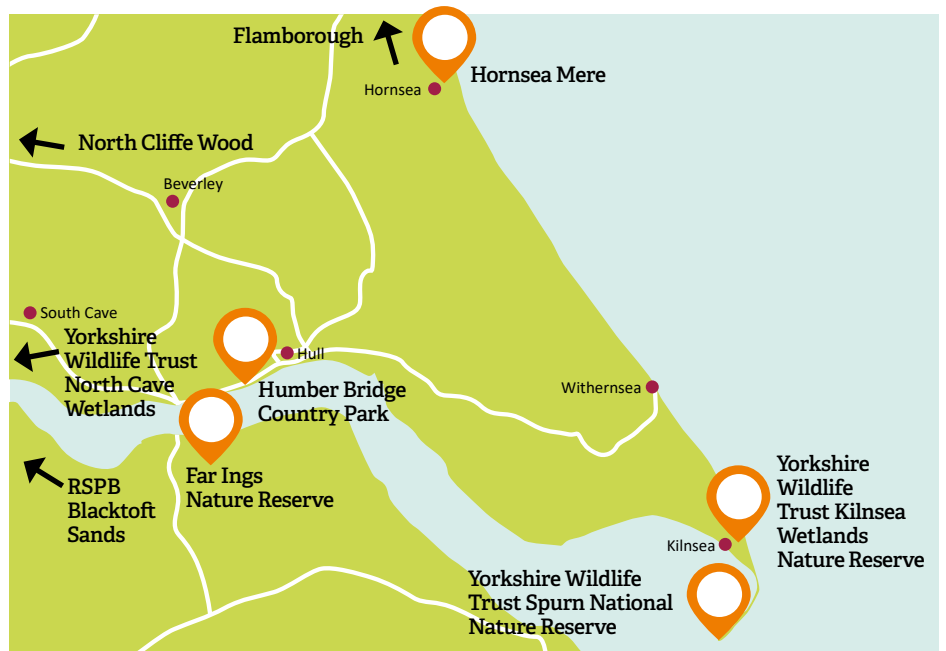 Flamborough
Hornsea Mere
Hornsea
North Cliffe Wood
Beverley
South Cave
Yorkshire
Wildlife Trust
North Cave
Wetlands
Hull
Humber Bridge
Country Park
Withernsea
Far Ings
Nature Reserve
RSPB
Blacktoft
Sands
Yorkshire
Wildlife
Trust Kilnsea
Wetlands
Nature Reserve
Kilnsea
Yorkshire Wildlife
Trust Spurn National
Nature Reserve